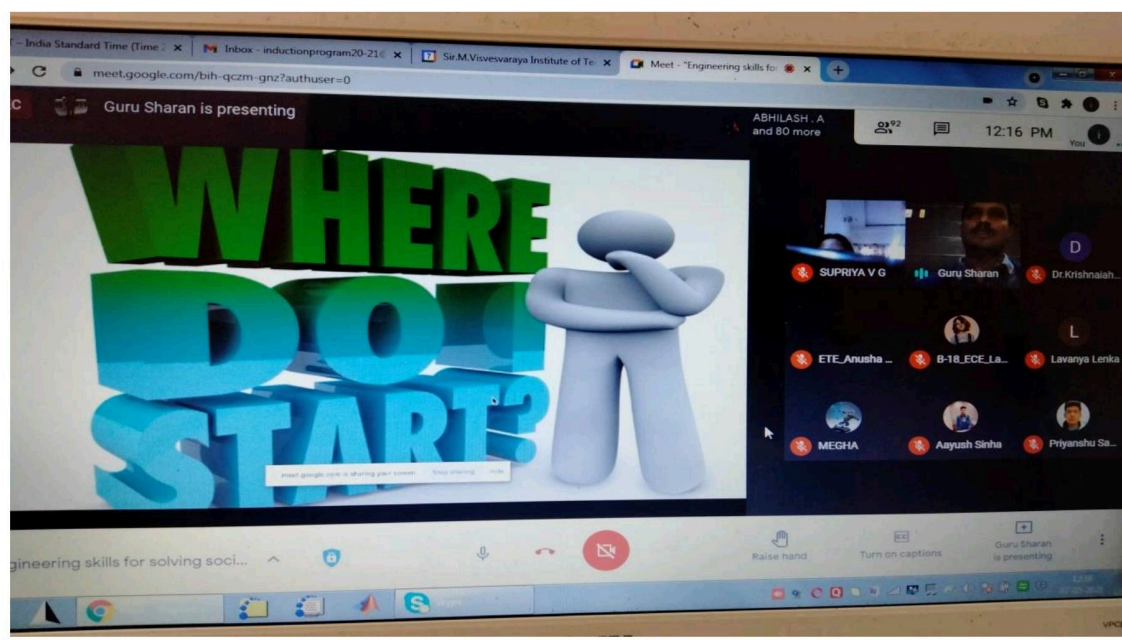 – India Standard Time (Time Z
Inbox - inductionprogram20-21@
Sir.M.Visvesvaraya Institute of Te
Meet - "Engineering skills for
meet.google.com/bih-qczm-gnz?authuser=0
Guru Sharan is presenting
ABHILASH . A
and 80 more
92
12:16 PM
You
WHERE
DO I
START?
meet.google.com is sharing your screen. Stop sharing Hide
SUPRIYA V G
Guru Sharan
D
Dr.Krishnaiah...
ETE_Anusha ...
B-18_ECE_La...
L
Lavanya Lenka
MEGHA
Aayush Sinha
Priyanshu Sa...
gineering skills for solving soci...
Raise hand
CC
Turn on captions
Guru Sharan
is presenting